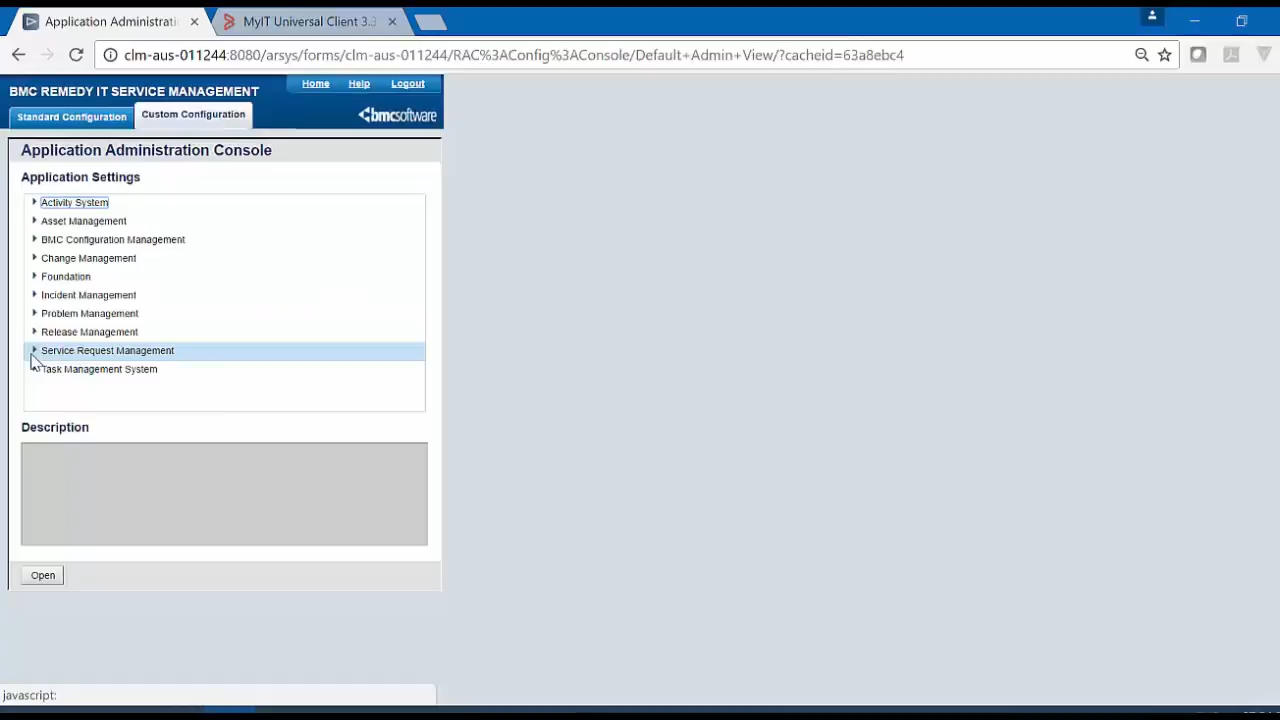 Application Administrati
MyIT Universal Client 3.3
clm-aus-011244:8080/arsys/forms/clm-aus-011244/RAC%3AConfig%3AConsole/Default+Admin+View/?cacheid=63a8ebc4
BMC REMEDY IT SERVICE MANAGEMENT
Home Help Logout
Standard Configuration
Custom Configuration
bmcsoftware
Application Administration Console
Application Settings
Activity System
Asset Management
BMC Configuration Management
Change Management
Foundation
Incident Management
Problem Management
Release Management
Service Request Management
Task Management System
Description
Open
javascript: